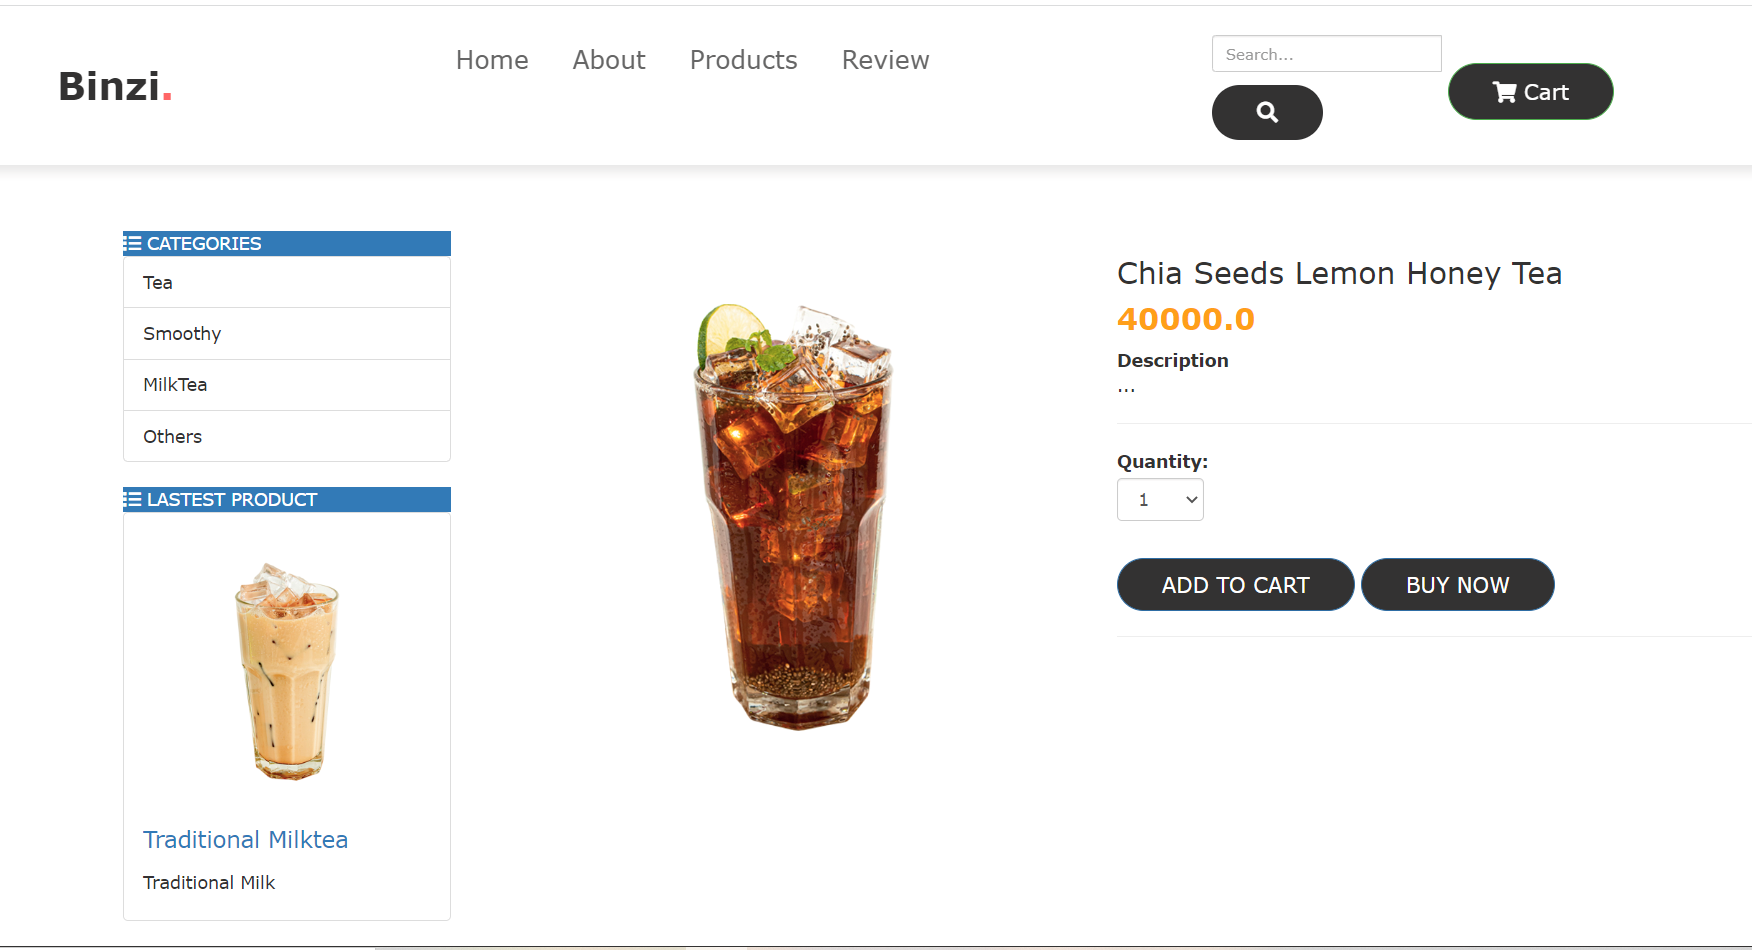 Binzi.
Home About Products Review
Search...
Cart
CATEGORIES
Tea
Smoothy
MilkTea
Others
LASTEST PRODUCT
Traditional Milktea
Traditional Milk
Chia Seeds Lemon Honey Tea
40000.0
Description
...
Quantity:
1
ADD TO CART BUY NOW